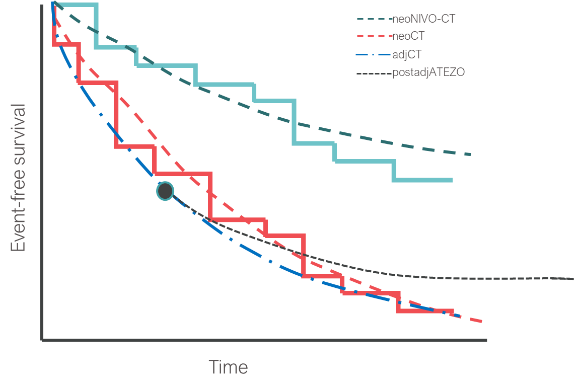 neoNIVO-CT
neoCT
adjCT
postadjATEZO
Event-free survival
Time